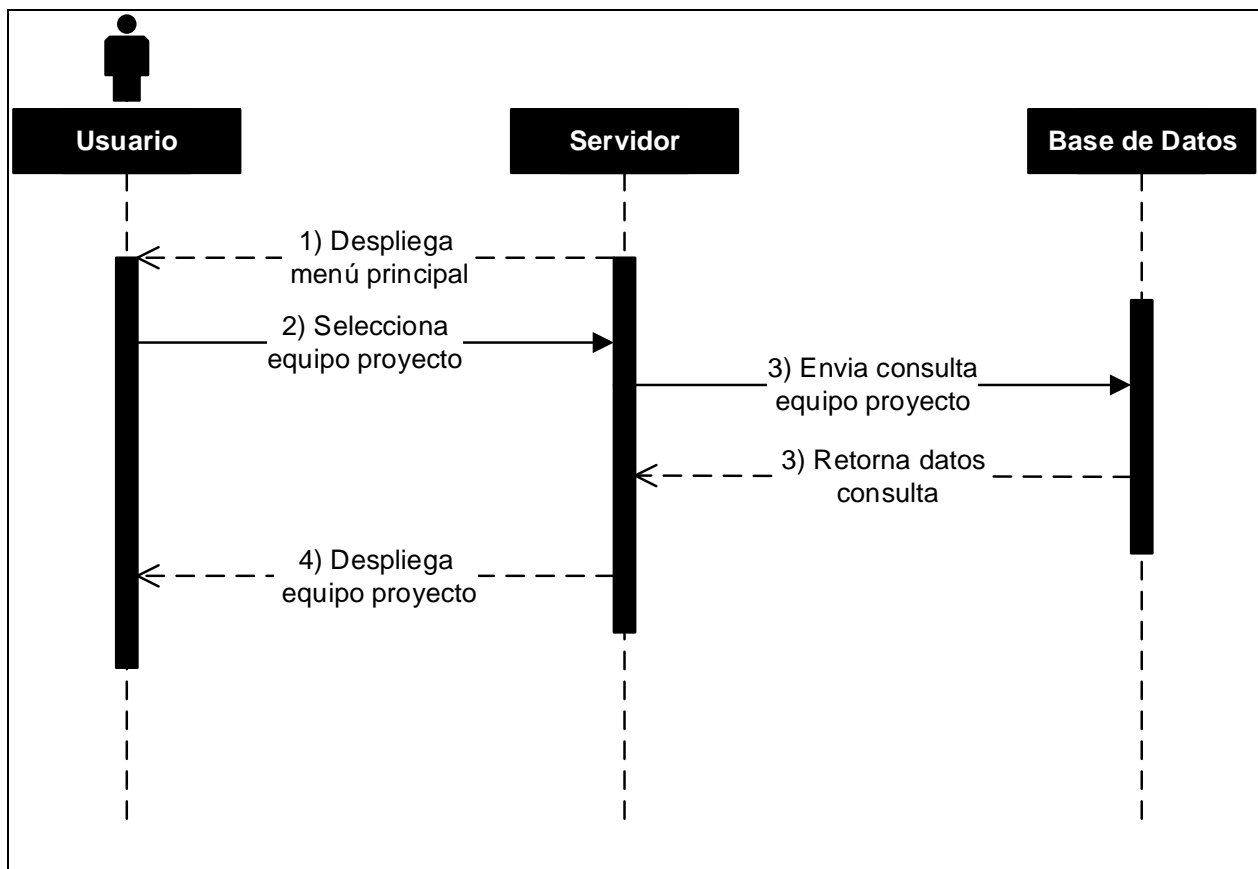 Usuario
Servidor
Base de Datos
1) Despliega
menú principal
2) Selecciona
equipo proyecto
3) Envia consulta
equipo proyecto
3) Retorna datos
consulta
4) Despliega
equipo proyecto